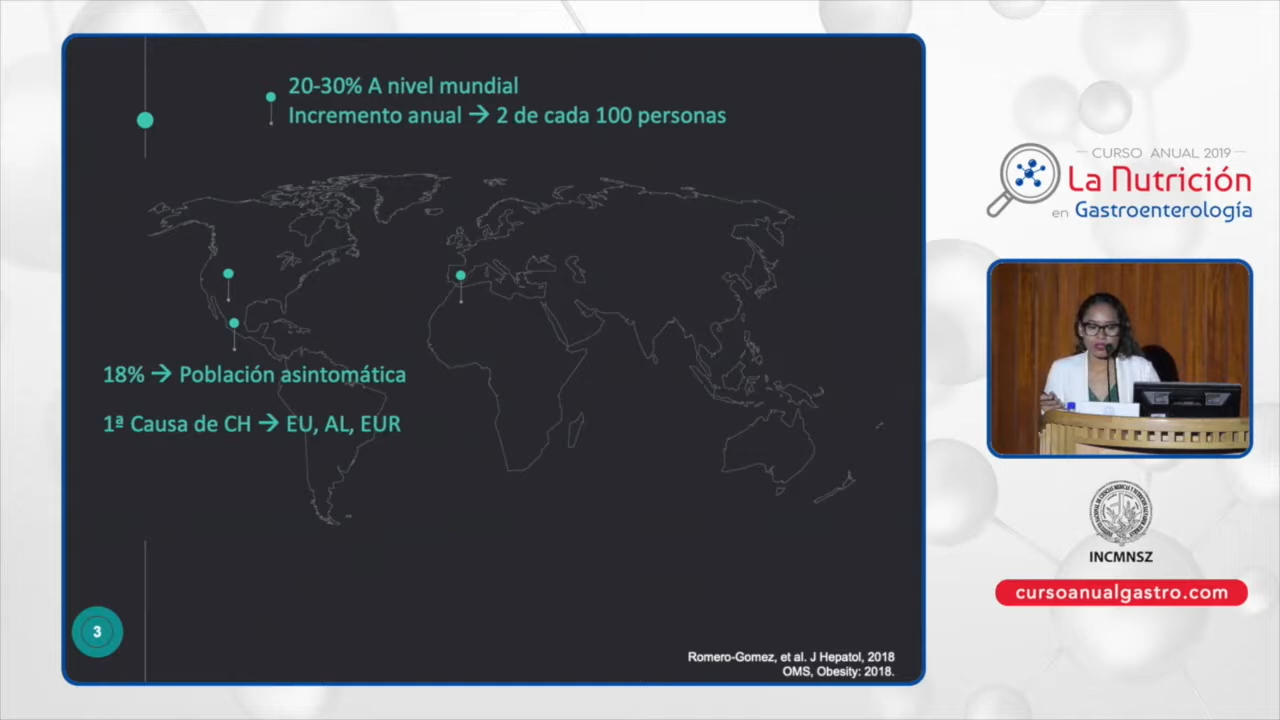 20-30% A nivel mundial
Incremento anual → 2 de cada 100 personas
18% → Población asintomática
1ª Causa de CH → EU, AL, EUR
3
Romero-Gomez, et al. J Hepatol, 2018
OMS, Obesity: 2018.
CURSO ANUAL 2019
La Nutrición
en Gastroenterología
INCMNSZ
cursoanualgastro.com